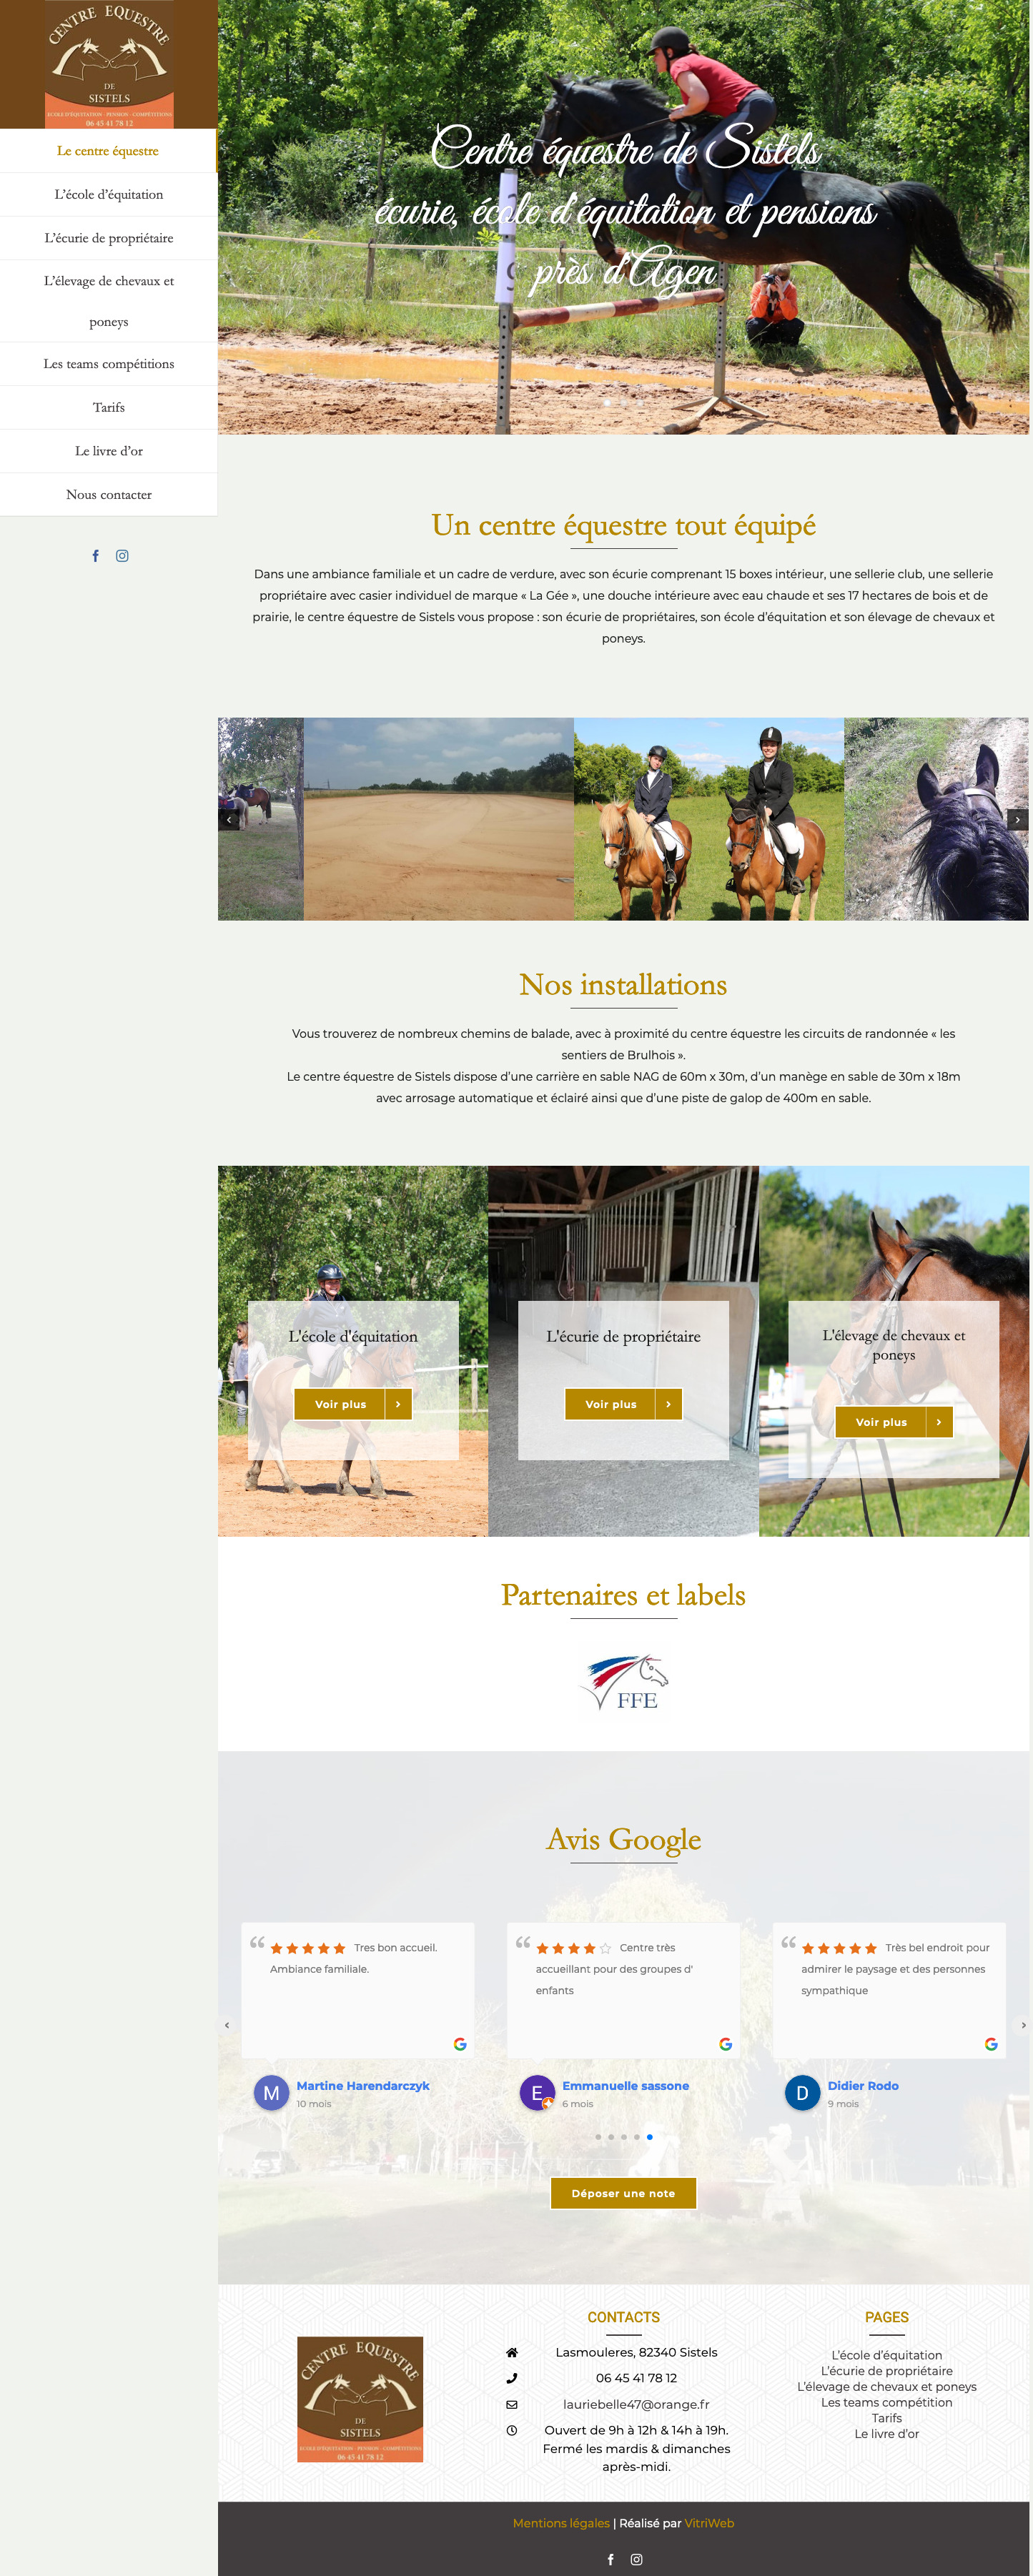 CENTRE EQUESTRE
DE
SISTELS
ECOLE D'ÉQUITATION - PENSION - COMPÉTITIONS
06 45 41 78 12
Le centre équestre
L'école d'équitation
L'écurie de propriétaire
L'élevage de chevaux et
poneys
Les teams compétitions
Tarifs
Le livre d'or
Nous contacter
Centre équestre de Sistels
écurie, école d'équitation et pensions
près d'Agen
Un centre équestre tout équipé
Dans une ambiance familiale et un cadre de verdure, avec son écurie comprenant 15 boxes intérieur, une sellerie club, une sellerie
propriétaire avec casier individuel de marque « La Gée », une douche intérieure avec eau chaude et ses 17 hectares de bois et de
prairie, le centre équestre de Sistels vous propose : son écurie de propriétaires, son école d'équitation et son élevage de chevaux et
poneys.
Nos installations
Vous trouverez de nombreux chemins de balade, avec à proximité du centre équestre les circuits de randonnée « les
sentiers de Brulhois ».
Le centre équestre de Sistels dispose d'une carrière en sable NAG de 60m x 30m, d'un manège en sable de 30m x 18m
avec arrosage automatique et éclairé ainsi que d'une piste de galop de 400m en sable.
L'école d'équitation
Voir plus
L'écurie de propriétaire
Voir plus
L'élevage de chevaux et
poneys
Voir plus
Partenaires et labels
FFE
Avis Google
Tres bon accueil.
Ambiance familiale.
M
Martine Harendarczyk
10 mois
Centre très
accueillant pour des groupes d'
enfants
E
Emmanuelle sassone
6 mois
Très bel endroit pour
admirer le paysage et des personnes
sympathique
D
Didier Rodo
9 mois
Déposer une note
CENTRE EQUESTRE
DE
SISTELS
ECOLE D'ÉQUITATION - PENSION - COMPÉTITIONS
06 45 41 78 12
CONTACTS
Lasmouleres, 82340 Sistels
06 45 41 78 12
lauriebelle47@orange.fr
Ouvert de 9h à 12h & 14h à 19h.
Fermé les mardis & dimanches
après-midi.
PAGES
L'école d'équitation
L'écurie de propriétaire
L'élevage de chevaux et poneys
Les teams compétition
Tarifs
Le livre d'or
Mentions légales | Réalisé par VitriWeb